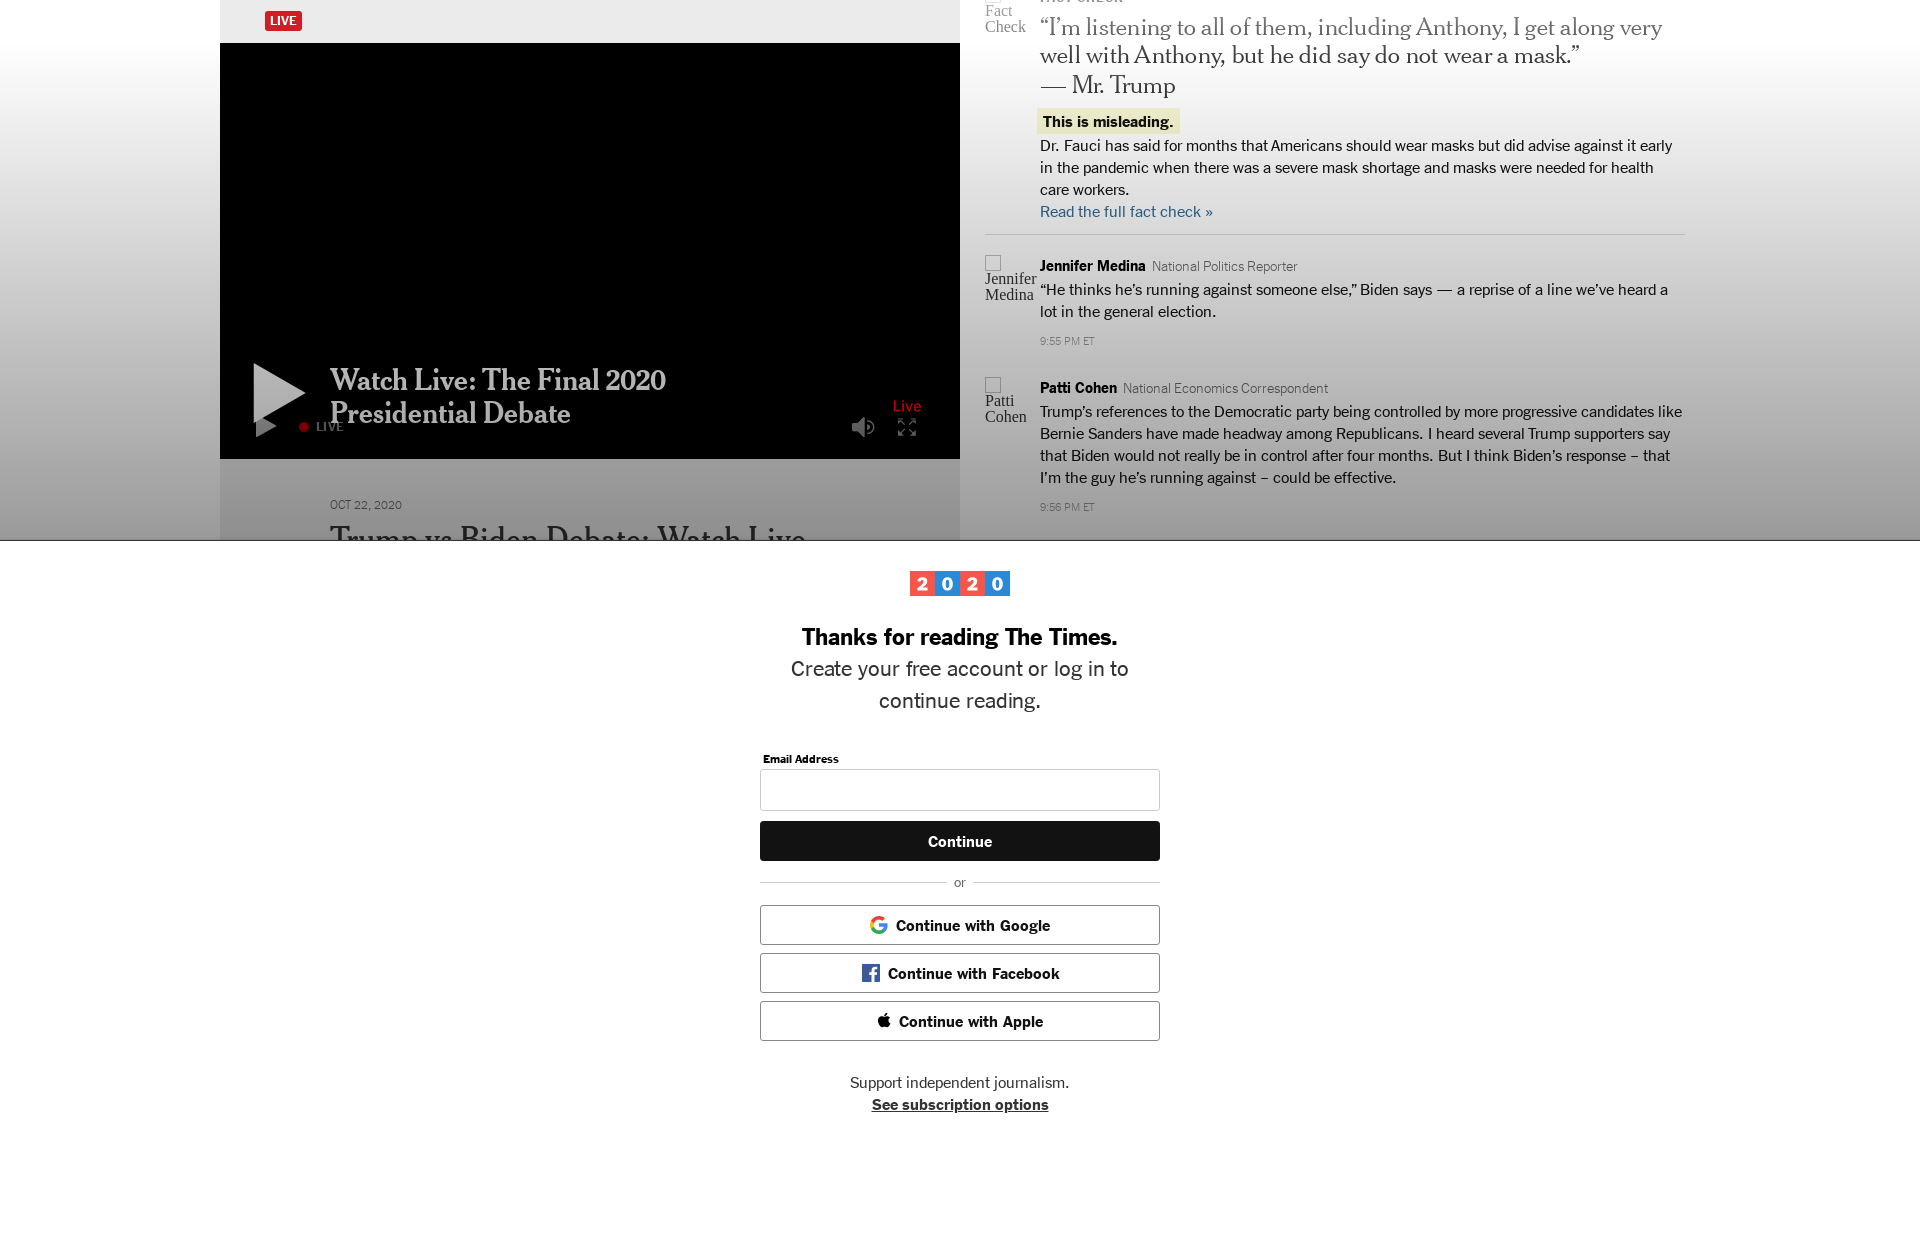 LIVE
Watch Live: The Final 2020
Presidential Debate
Live
LIVE
OCT 22, 2020
Trump vs Biden Debate: Watch Live
Fact
Check
“I’m listening to all of them, including Anthony, I get along very
well with Anthony, but he did say do not wear a mask.”
— Mr. Trump
This is misleading.
Dr. Fauci has said for months that Americans should wear masks but did advise against it early
in the pandemic when there was a severe mask shortage and masks were needed for health
care workers.
Read the full fact check »
Jennifer
Medina
Jennifer Medina National Politics Reporter
“He thinks he’s running against someone else,” Biden says — a reprise of a line we’ve heard a
lot in the general election.
9:55 PM ET
Patti
Cohen
Patti Cohen National Economics Correspondent
Trump’s references to the Democratic party being controlled by more progressive candidates like
Bernie Sanders have made headway among Republicans. I heard several Trump supporters say
that Biden would not really be in control after four months. But I think Biden’s response – that
I’m the guy he’s running against – could be effective.
9:56 PM ET
2020
Thanks for reading The Times.
Create your free account or log in to
continue reading.
Email Address
Continue
or
Continue with Google
Continue with Facebook
Continue with Apple
Support independent journalism.
See subscription options